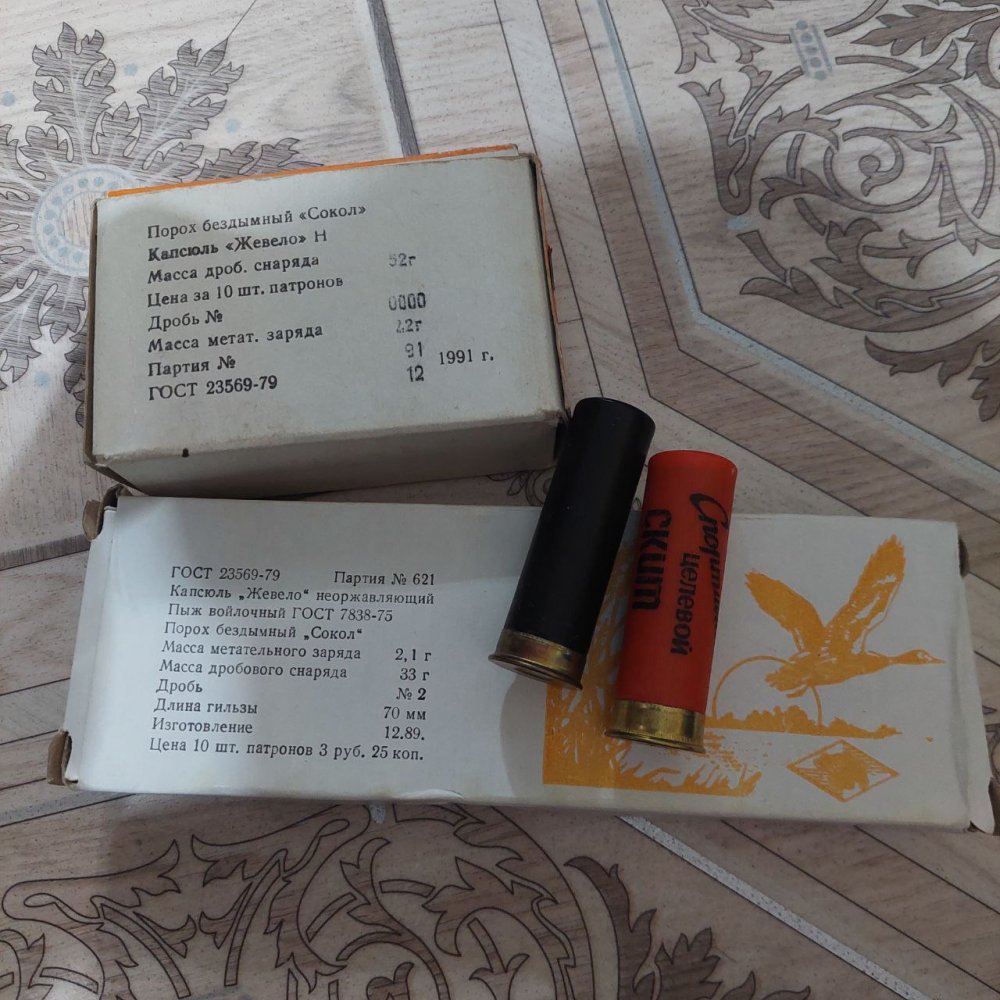 Порох бездымный «Сокол»
Капсюль «Жевело» Н
Масса дроб. снаряда 32г
Цена за 10 шт. патронов
Дробь № 0000
Масса метат. заряда 2,2г
Партия № 91 1991 г.
ГОСТ 23569-79 12
ГОСТ 23569-79 Партия № 621
Капсюль „Жевело“ неоржавляющий
Пыж войлочный ГОСТ 7838-75
Порох бездымный „Сокол“
Масса метательного заряда 2,1 г
Масса дробового снаряда 33 г
Дробь № 2
Длина гильзы 70 мм
Изготовление 12.89.
Цена 10 шт. патронов 3 руб. 25 коп.
целевой
скит